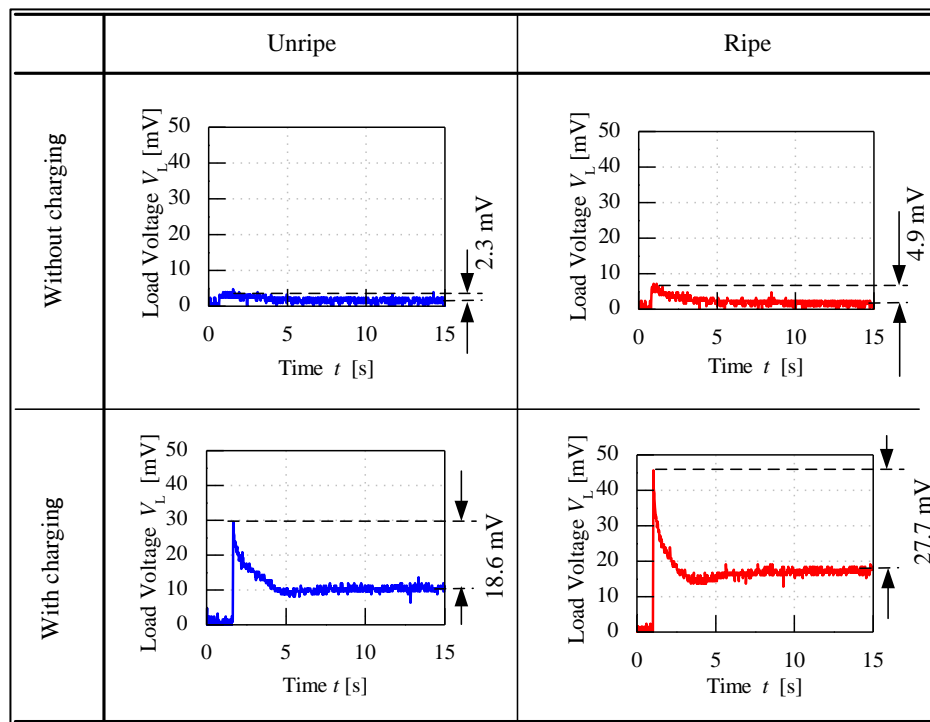 Unripe
Ripe
Without charging
Load Voltage V_L [mV]
50
40
30
20
10
0
0 5 10 15
Time t [s]
2.3 mV
Load Voltage V_L [mV]
50
40
30
20
10
0
0 5 10 15
Time t [s]
4.9 mV
With charging
Load Voltage V_L [mV]
50
40
30
20
10
0
0 5 10 15
Time t [s]
18.6 mV
Load Voltage V_L [mV]
50
40
30
20
10
0
0 5 10 15
Time t [s]
27.7 mV